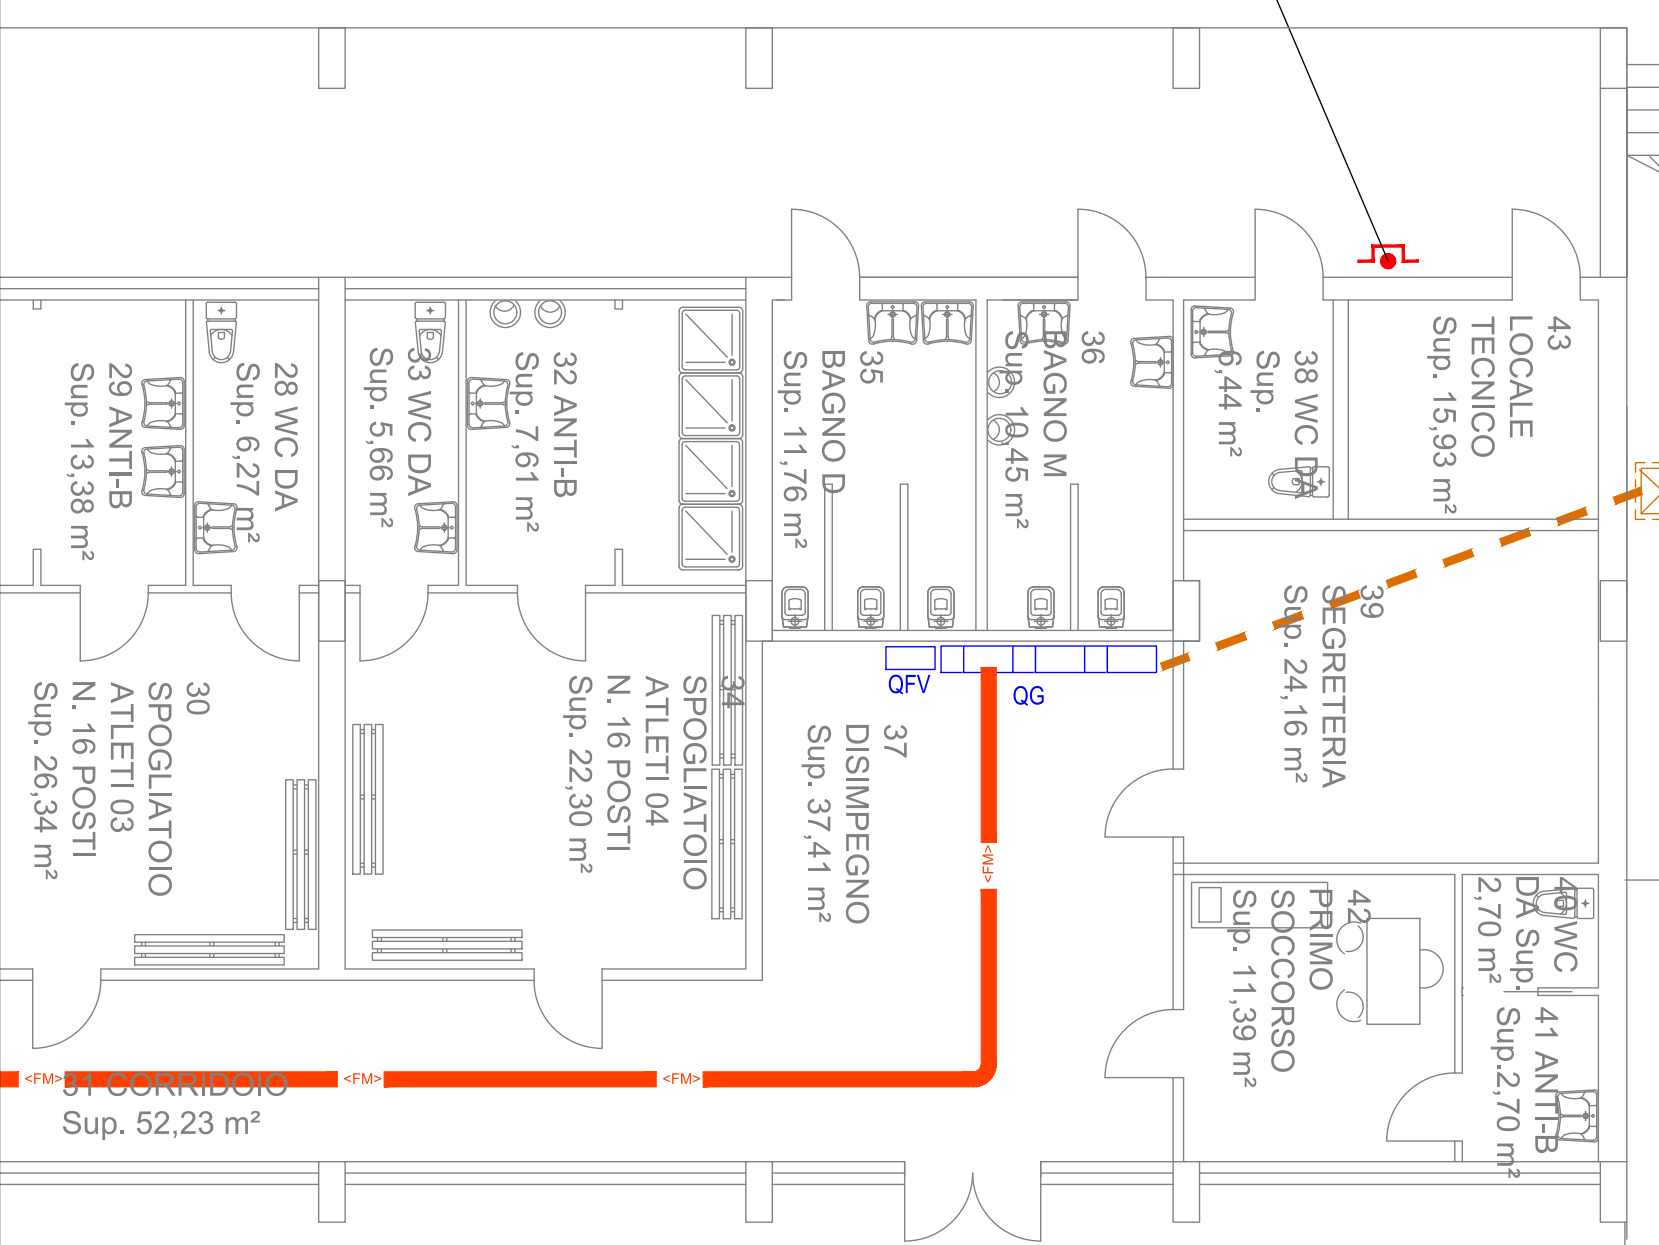 29 ANTI-B
Sup. 13,38 m²
28 WC DA
Sup. 6,27 m²
33 WC DA
Sup. 5,66 m²
32 ANTI-B
Sup. 7,61 m²
35
BAGNO D
Sup. 11,76 m²
36
BAGNO M
Sup. 10,45 m²
38 WC DA
Sup.
6,44 m²
43
LOCALE
TECNICO
Sup. 15,93 m²
30
SPOGLIATOIO
ATLETI 03
N. 16 POSTI
Sup. 26,34 m²
34
SPOGLIATOIO
ATLETI 04
N. 16 POSTI
Sup. 22,30 m²
QFV
QG
37
DISIMPEGNO
Sup. 37,41 m²
39
SEGRETERIA
Sup. 24,16 m²
<FM>
42
PRIMO
SOCCORSO
Sup. 11,39 m²
40 WC
DA Sup.
2,70 m²
41 ANTI-B
Sup.2,70 m²
<FM>
<FM>
<FM>
31 CORRIDOIO
Sup. 52,23 m²